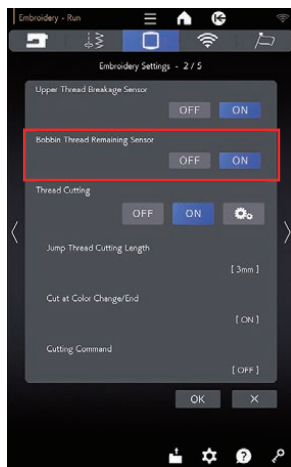 Embroidery - Run
Embroidery Settings - 2 / 5
Upper Thread Breakage Sensor
OFF ON
Bobbin Thread Remaining Sensor
OFF ON
Thread Cutting
OFF ON
Jump Thread Cutting Length
[ 3mm ]
Cut at Color Change/End
[ ON ]
Cutting Command
[ OFF ]
OK X